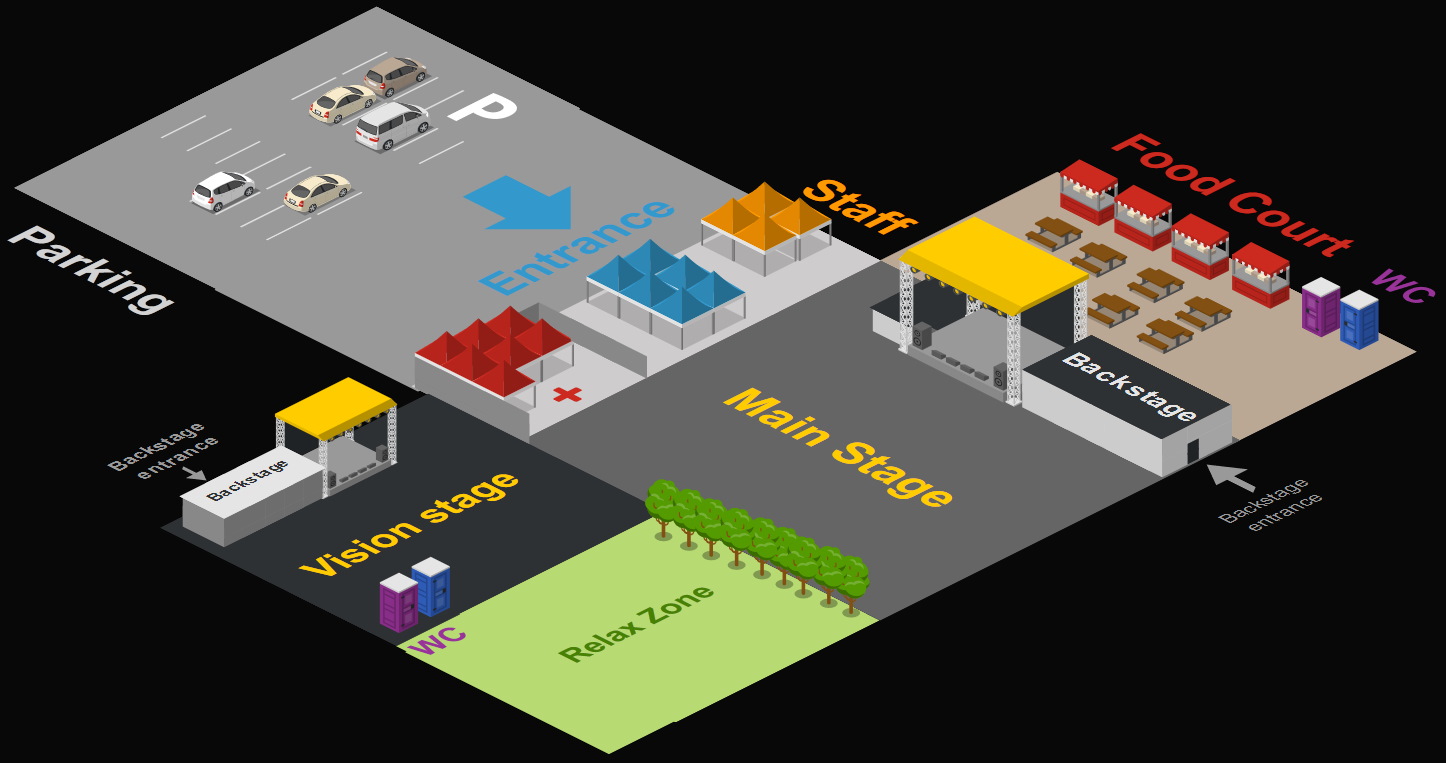 P
Parking
Entrance
Staff
Food Court
WC
Backstage
Main Stage
Backstage
entrance
Backstage
entrance
Backstage
Vision stage
WC
Relax Zone